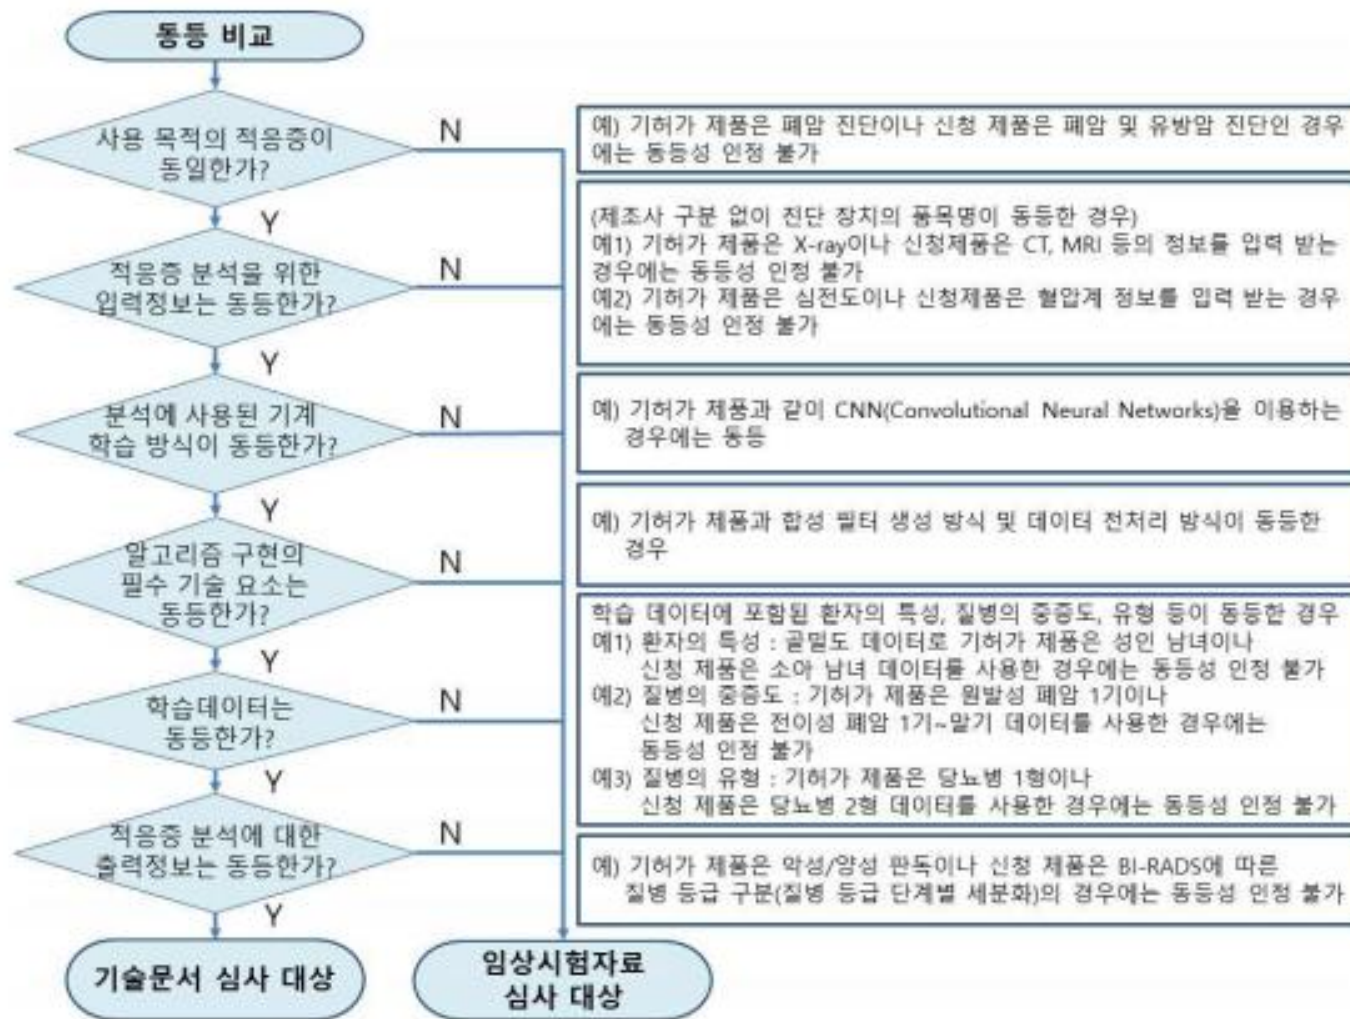 동등 비교
사용 목적의 적응증이
동일한가?
N
예) 기허가 제품은 폐암 진단이나 신청 제품은 폐암 및 유방암 진단인 경우
에는 동등성 인정 불가
Y
적응증 분석을 위한
입력정보는 동등한가?
N
(제조사 구분 없이 진단 장치의 품목명이 동등한 경우)
예1) 기허가 제품은 X-ray이나 신청제품은 CT, MRI 등의 정보를 입력 받는
경우에는 동등성 인정 불가
예2) 기허가 제품은 심전도이나 신청제품은 혈압계 정보를 입력 받는 경우
에는 동등성 인정 불가
Y
분석에 사용된 기계
학습 방식이 동등한가?
N
예) 기허가 제품과 같이 CNN(Convolutional Neural Networks)을 이용하는
경우에는 동등
Y
알고리즘 구현의
필수 기술 요소는
동등한가?
N
예) 기허가 제품과 합성 필터 생성 방식 및 데이터 전처리 방식이 동등한
경우
Y
학습데이터는
동등한가?
N
학습 데이터에 포함된 환자의 특성, 질병의 중증도, 유형 등이 동등한 경우
예1) 환자의 특성 : 골밀도 데이터로 기허가 제품은 성인 남녀이나
신청 제품은 소아 남녀 데이터를 사용한 경우에는 동등성 인정 불가
예2) 질병의 중증도 : 기허가 제품은 원발성 폐암 1기이나
신청 제품은 전이성 폐암 1기~말기 데이터를 사용한 경우에는
동등성 인정 불가
예3) 질병의 유형 : 기허가 제품은 당뇨병 1형이나
신청 제품은 당뇨병 2형 데이터를 사용한 경우에는 동등성 인정 불가
Y
적응증 분석에 대한
출력정보는 동등한가?
N
예) 기허가 제품은 악성/양성 판독이나 신청 제품은 BI-RADS에 따른
질병 등급 구분(질병 등급 단계별 세분화)의 경우에는 동등성 인정 불가
Y
기술문서 심사 대상
임상시험자료
심사 대상